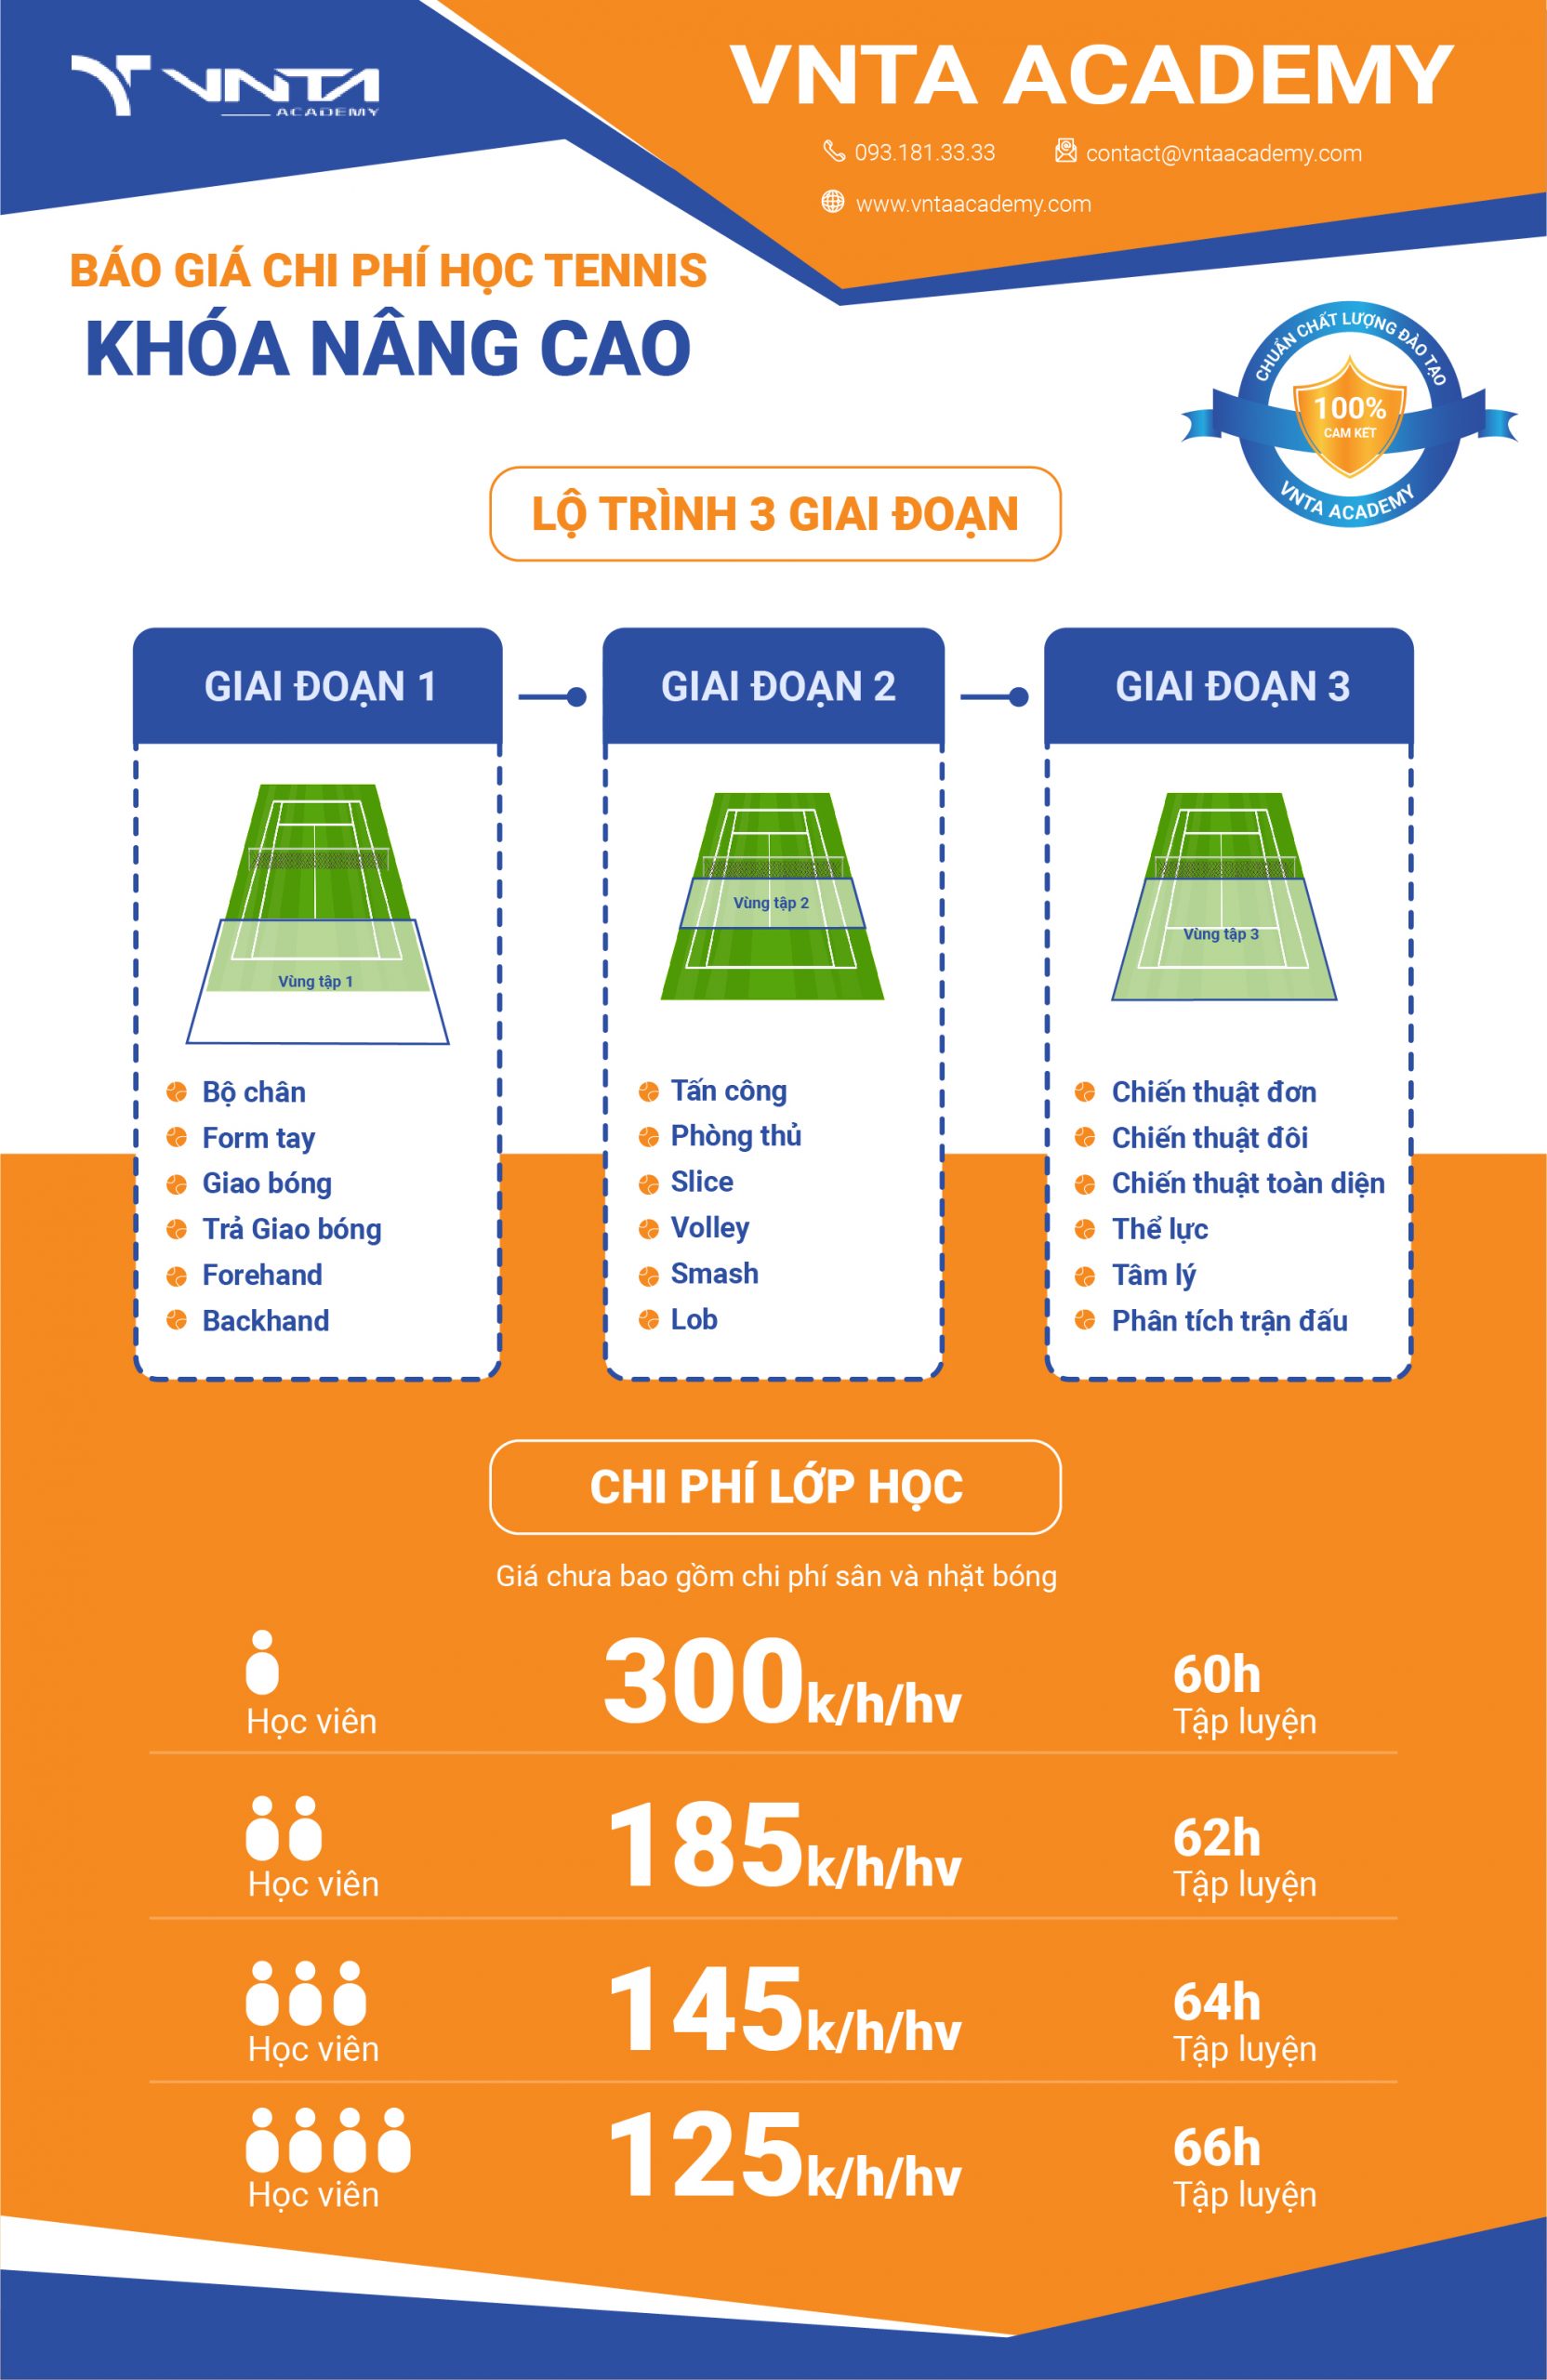 VNTA
ACADEMY
VNTA ACADEMY
093.181.33.33
contact@vntaacademy.com
www.vntaacademy.com
BÁO GIÁ CHI PHÍ HỌC TENNIS
KHÓA NÂNG CAO
CHUẨN CHẤT LƯỢNG ĐÀO TẠO
100%
CAM KẾT
VNTA ACADEMY
LỘ TRÌNH 3 GIAI ĐOẠN
GIAI ĐOẠN 1
Vùng tập 1
Bộ chân
Form tay
Giao bóng
Trả Giao bóng
Forehand
Backhand
GIAI ĐOẠN 2
Vùng tập 2
Tấn công
Phòng thủ
Slice
Volley
Smash
Lob
GIAI ĐOẠN 3
Vùng tập 3
Chiến thuật đơn
Chiến thuật đôi
Chiến thuật toàn diện
Thể lực
Tâm lý
Phân tích trận đấu
CHI PHÍ LỚP HỌC
Giá chưa bao gồm chi phí sân và nhặt bóng
Học viên
300k/h/hv
60h
Tập luyện
Học viên
185k/h/hv
62h
Tập luyện
Học viên
145k/h/hv
64h
Tập luyện
Học viên
125k/h/hv
66h
Tập luyện